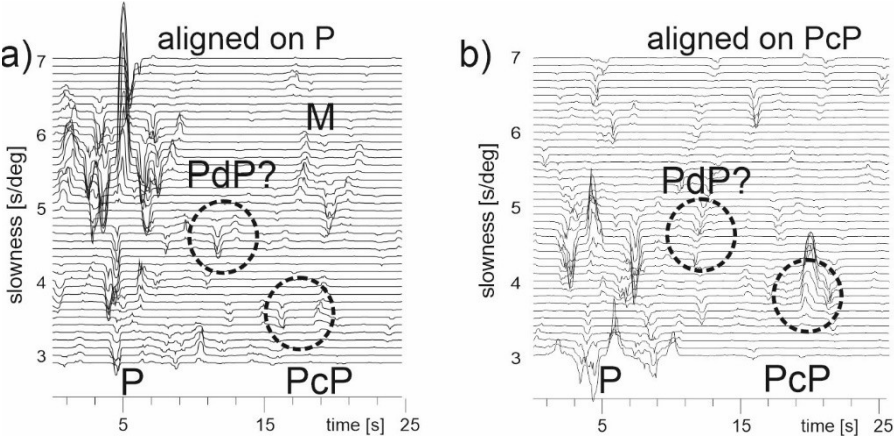 a)
aligned on P
slowness [s/deg]
7
6
5
4
3
M
PdP?
P
PcP
5
15
time [s]
25
b)
aligned on PcP
slowness [s/deg]
7
6
5
4
3
PdP?
P
PcP
5
15
time [s]
25